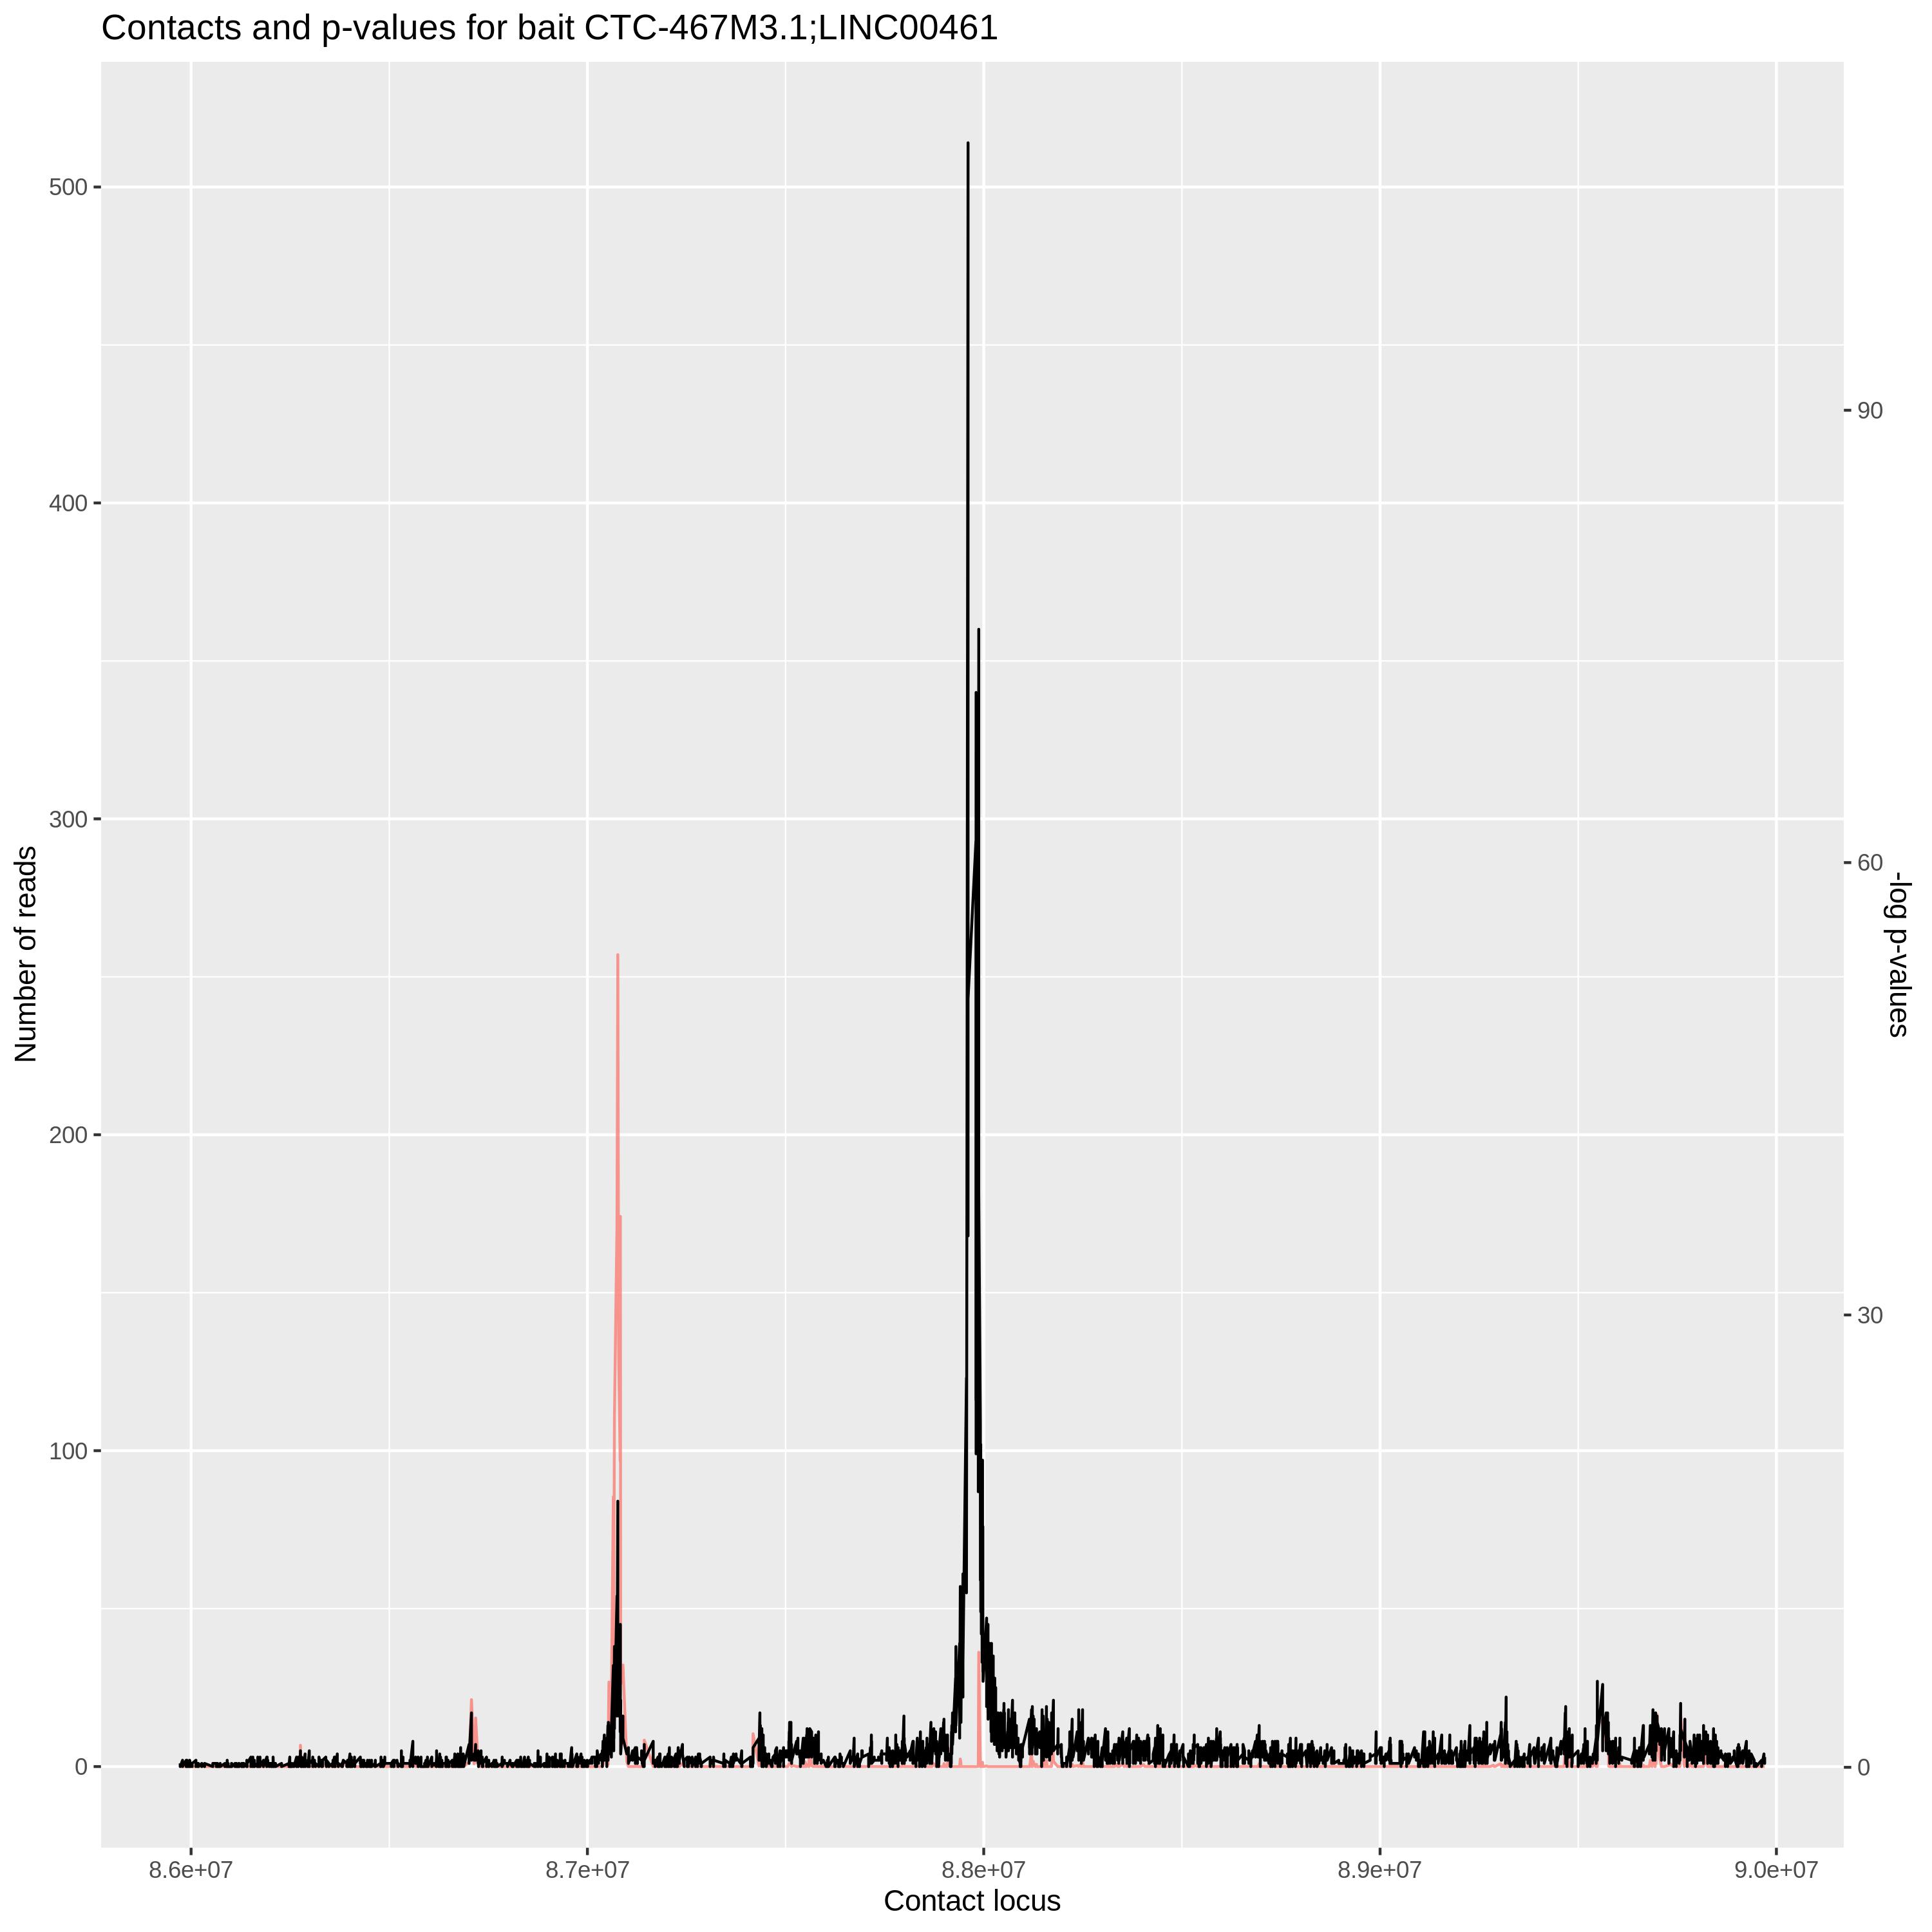 Contacts and p-values for bait CTC-467M3.1;LINC00461
500
400
300
200
100
0
Number of reads
90
60
30
0
-log p-values
8.6e+07
8.7e+07
8.8e+07
8.9e+07
9.0e+07
Contact locus